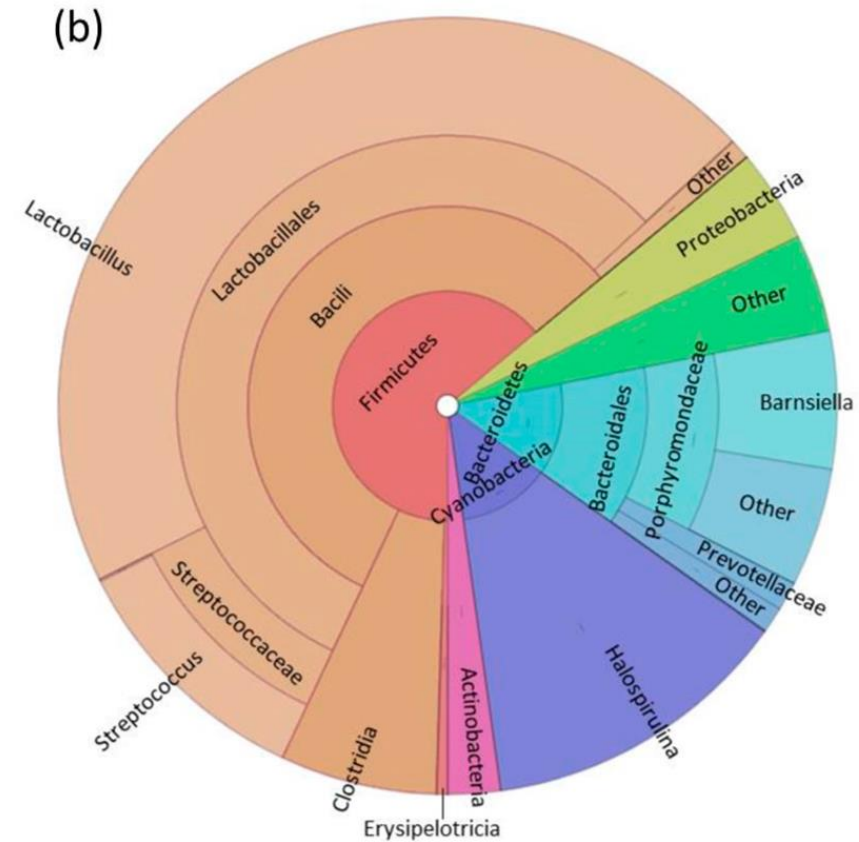 (b)
Lactobacillus
Lactobacillales
Bacili
Firmicutes
Other
Proteobacteria
Other
Bacteroidetes
Cyanobacteria
Bacteroidales
Porphyromondaceae
Barnsiella
Other
Prevotellaceae
Other
Halospirulina
Actinobacteria
Erysipelotricia
Clostridia
Streptococcaceae
Streptococcus